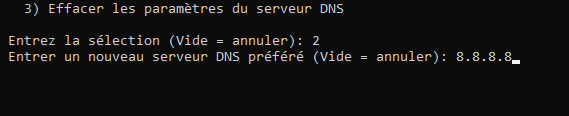 3) Effacer les paramètres du serveur DNS
Entrez la sélection (Vide = annuler): 2
Entrer un nouveau serveur DNS préféré (Vide = annuler): 8.8.8.8